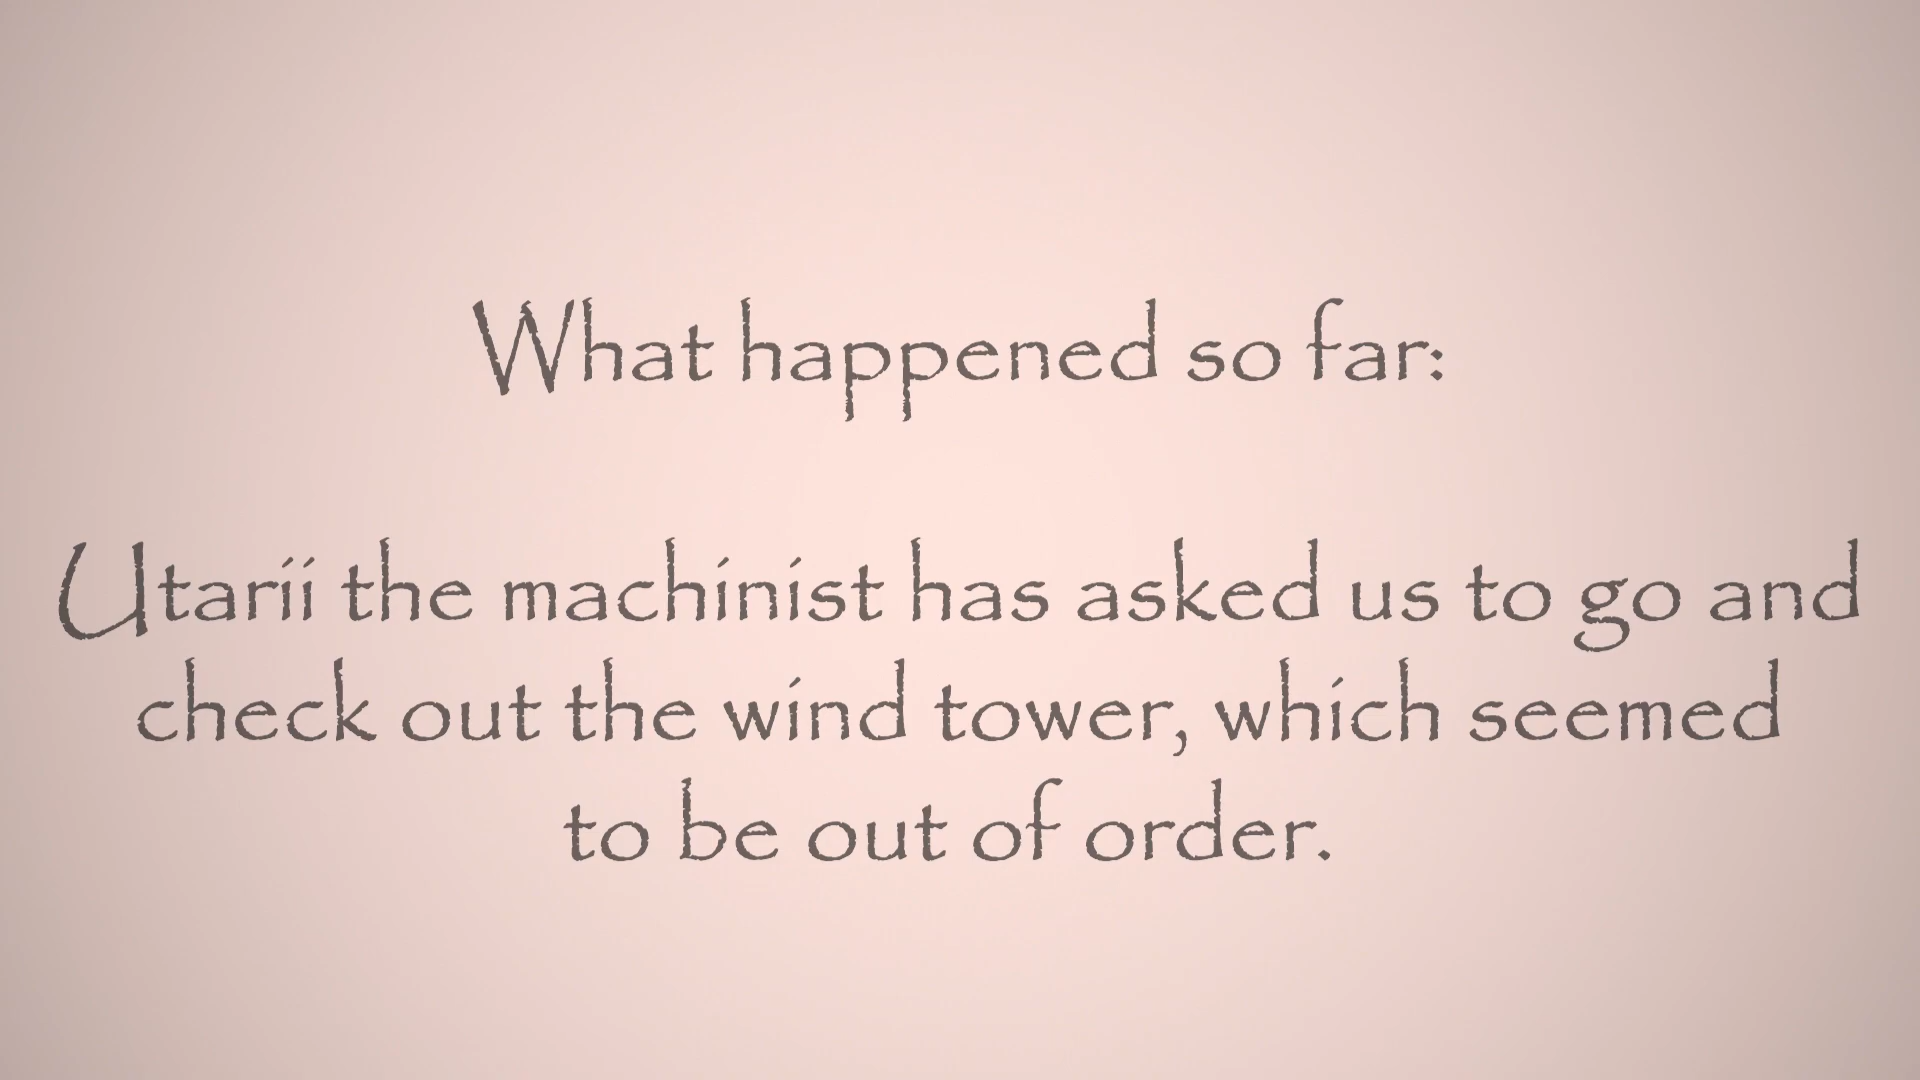 What happened so far:
Utarii the machinist has asked us to go and
check out the wind tower, which seemed
to be out of order.